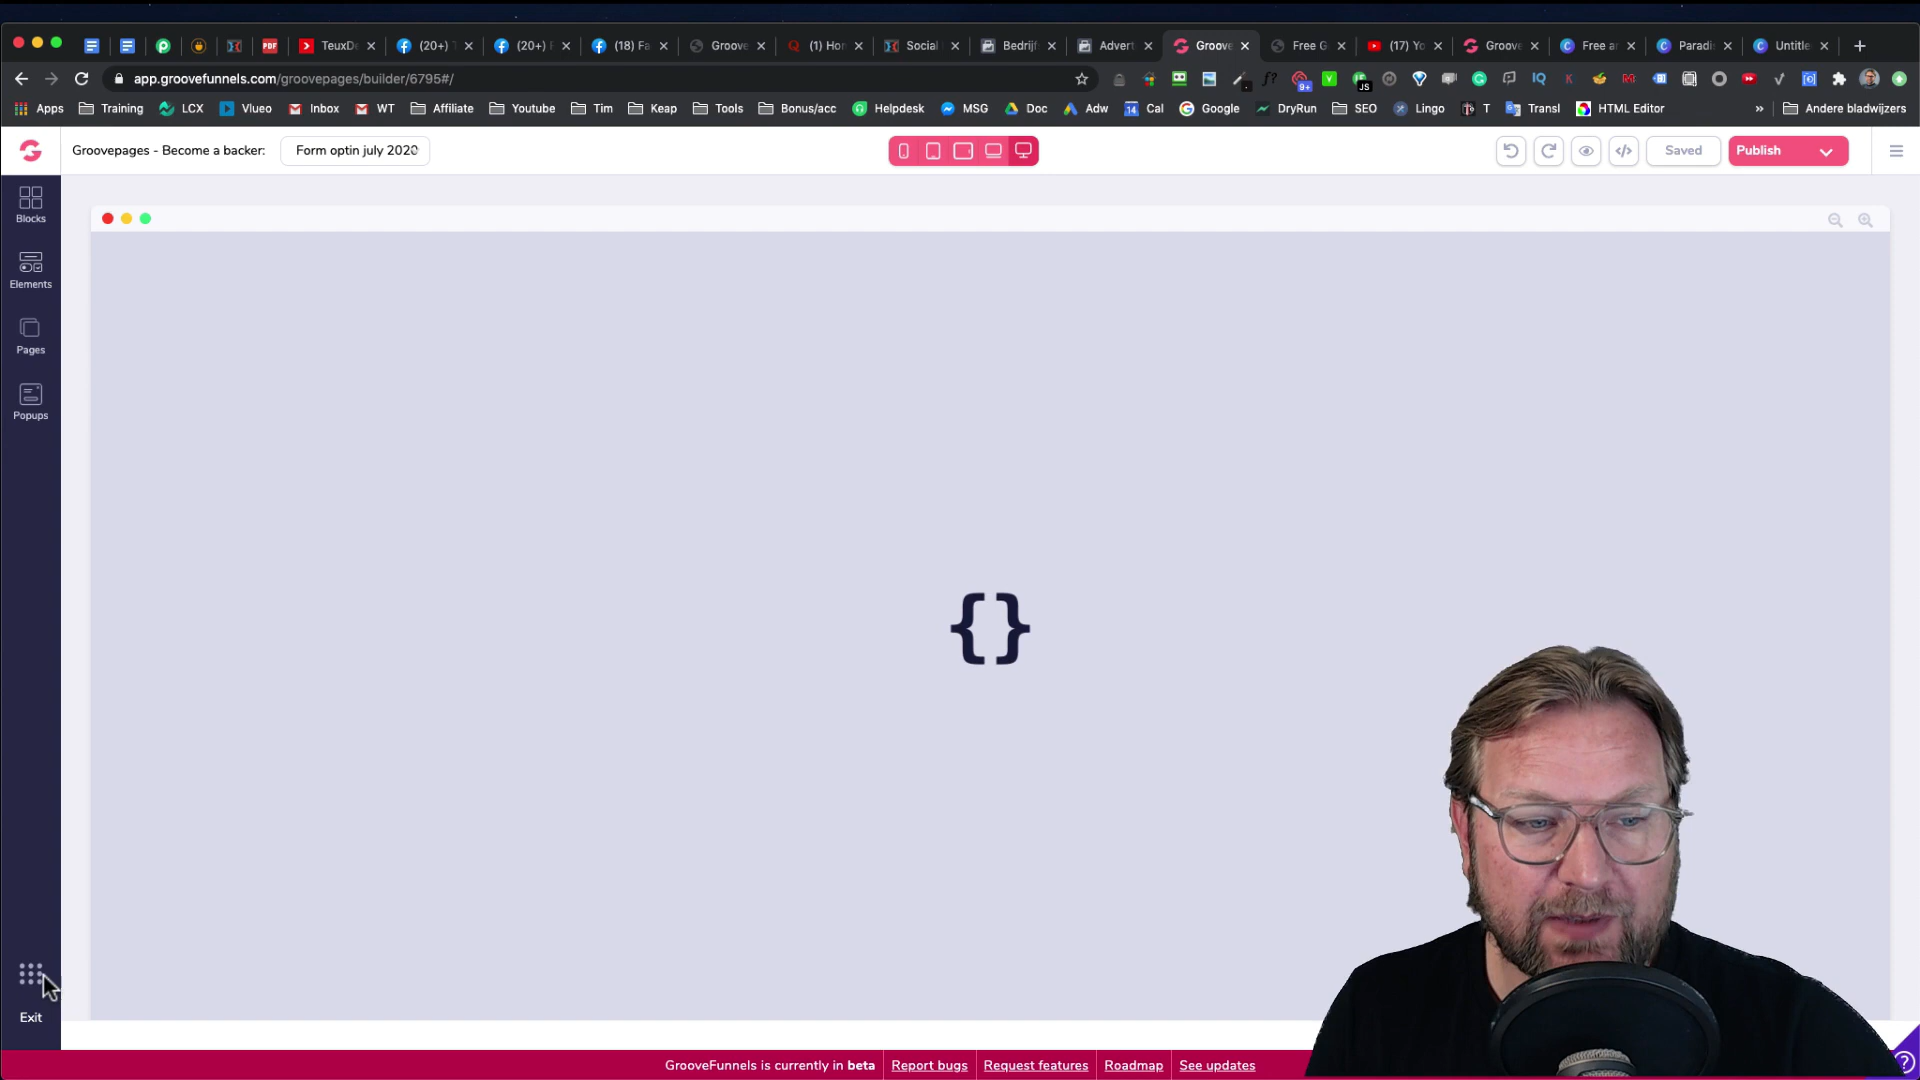 TeuxDe
(20+) T
(20+) F
(18) Fa
Groove
(1) Hor
Social
Bedrijf
Advert
Groove
Free G
(17) Yo
Groove
Free ar
Paradi
Untitle
app.groovefunnels.com/groovepages/builder/6795#/
Apps
Training
LCX
Vlueo
Inbox
WT
Affiliate
Youtube
Tim
Keap
Tools
Bonus/acc
Helpdesk
MSG
Doc
Adw
Cal
Google
DryRun
SEO
Lingo
T
Transl
HTML Editor
»
Andere bladwijzers
Groovepages - Become a backer:
Form optin july 2020
</>
Saved
Publish
Blocks
Elements
Pages
Popups
{}
Exit
GrooveFunnels is currently in beta
Report bugs
Request features
Roadmap
See updates